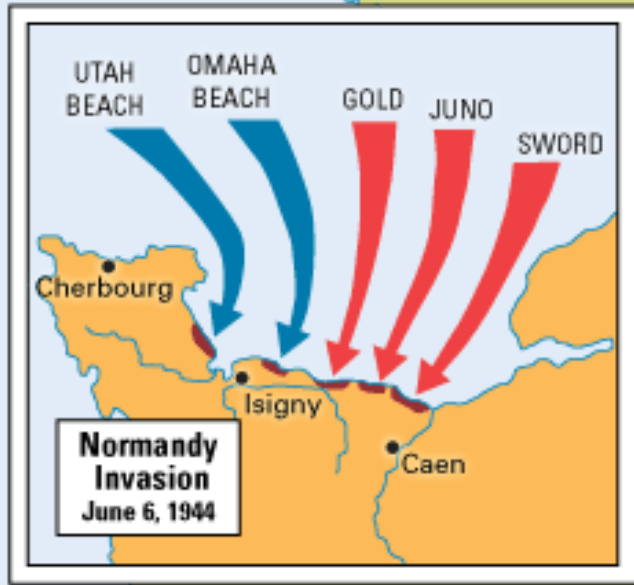 UTAH
BEACH
OMAHA
BEACH
GOLD
JUNO
SWORD
Cherbourg
Isigny
Caen
Normandy
Invasion
June 6, 1944